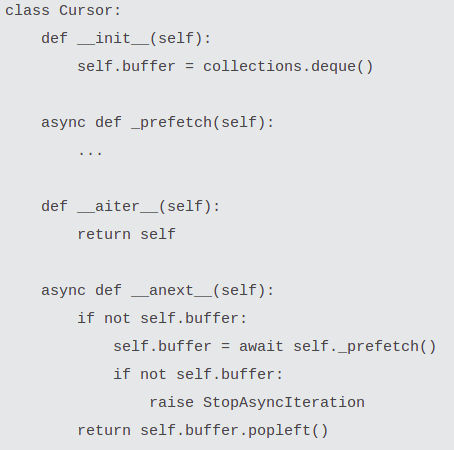 class Cursor:
    def __init__(self):
        self.buffer = collections.deque()

    async def _prefetch(self):
        ...

    def __aiter__(self):
        return self

    async def __anext__(self):
        if not self.buffer:
            self.buffer = await self._prefetch()
            if not self.buffer:
                raise StopAsyncIteration
        return self.buffer.popleft()